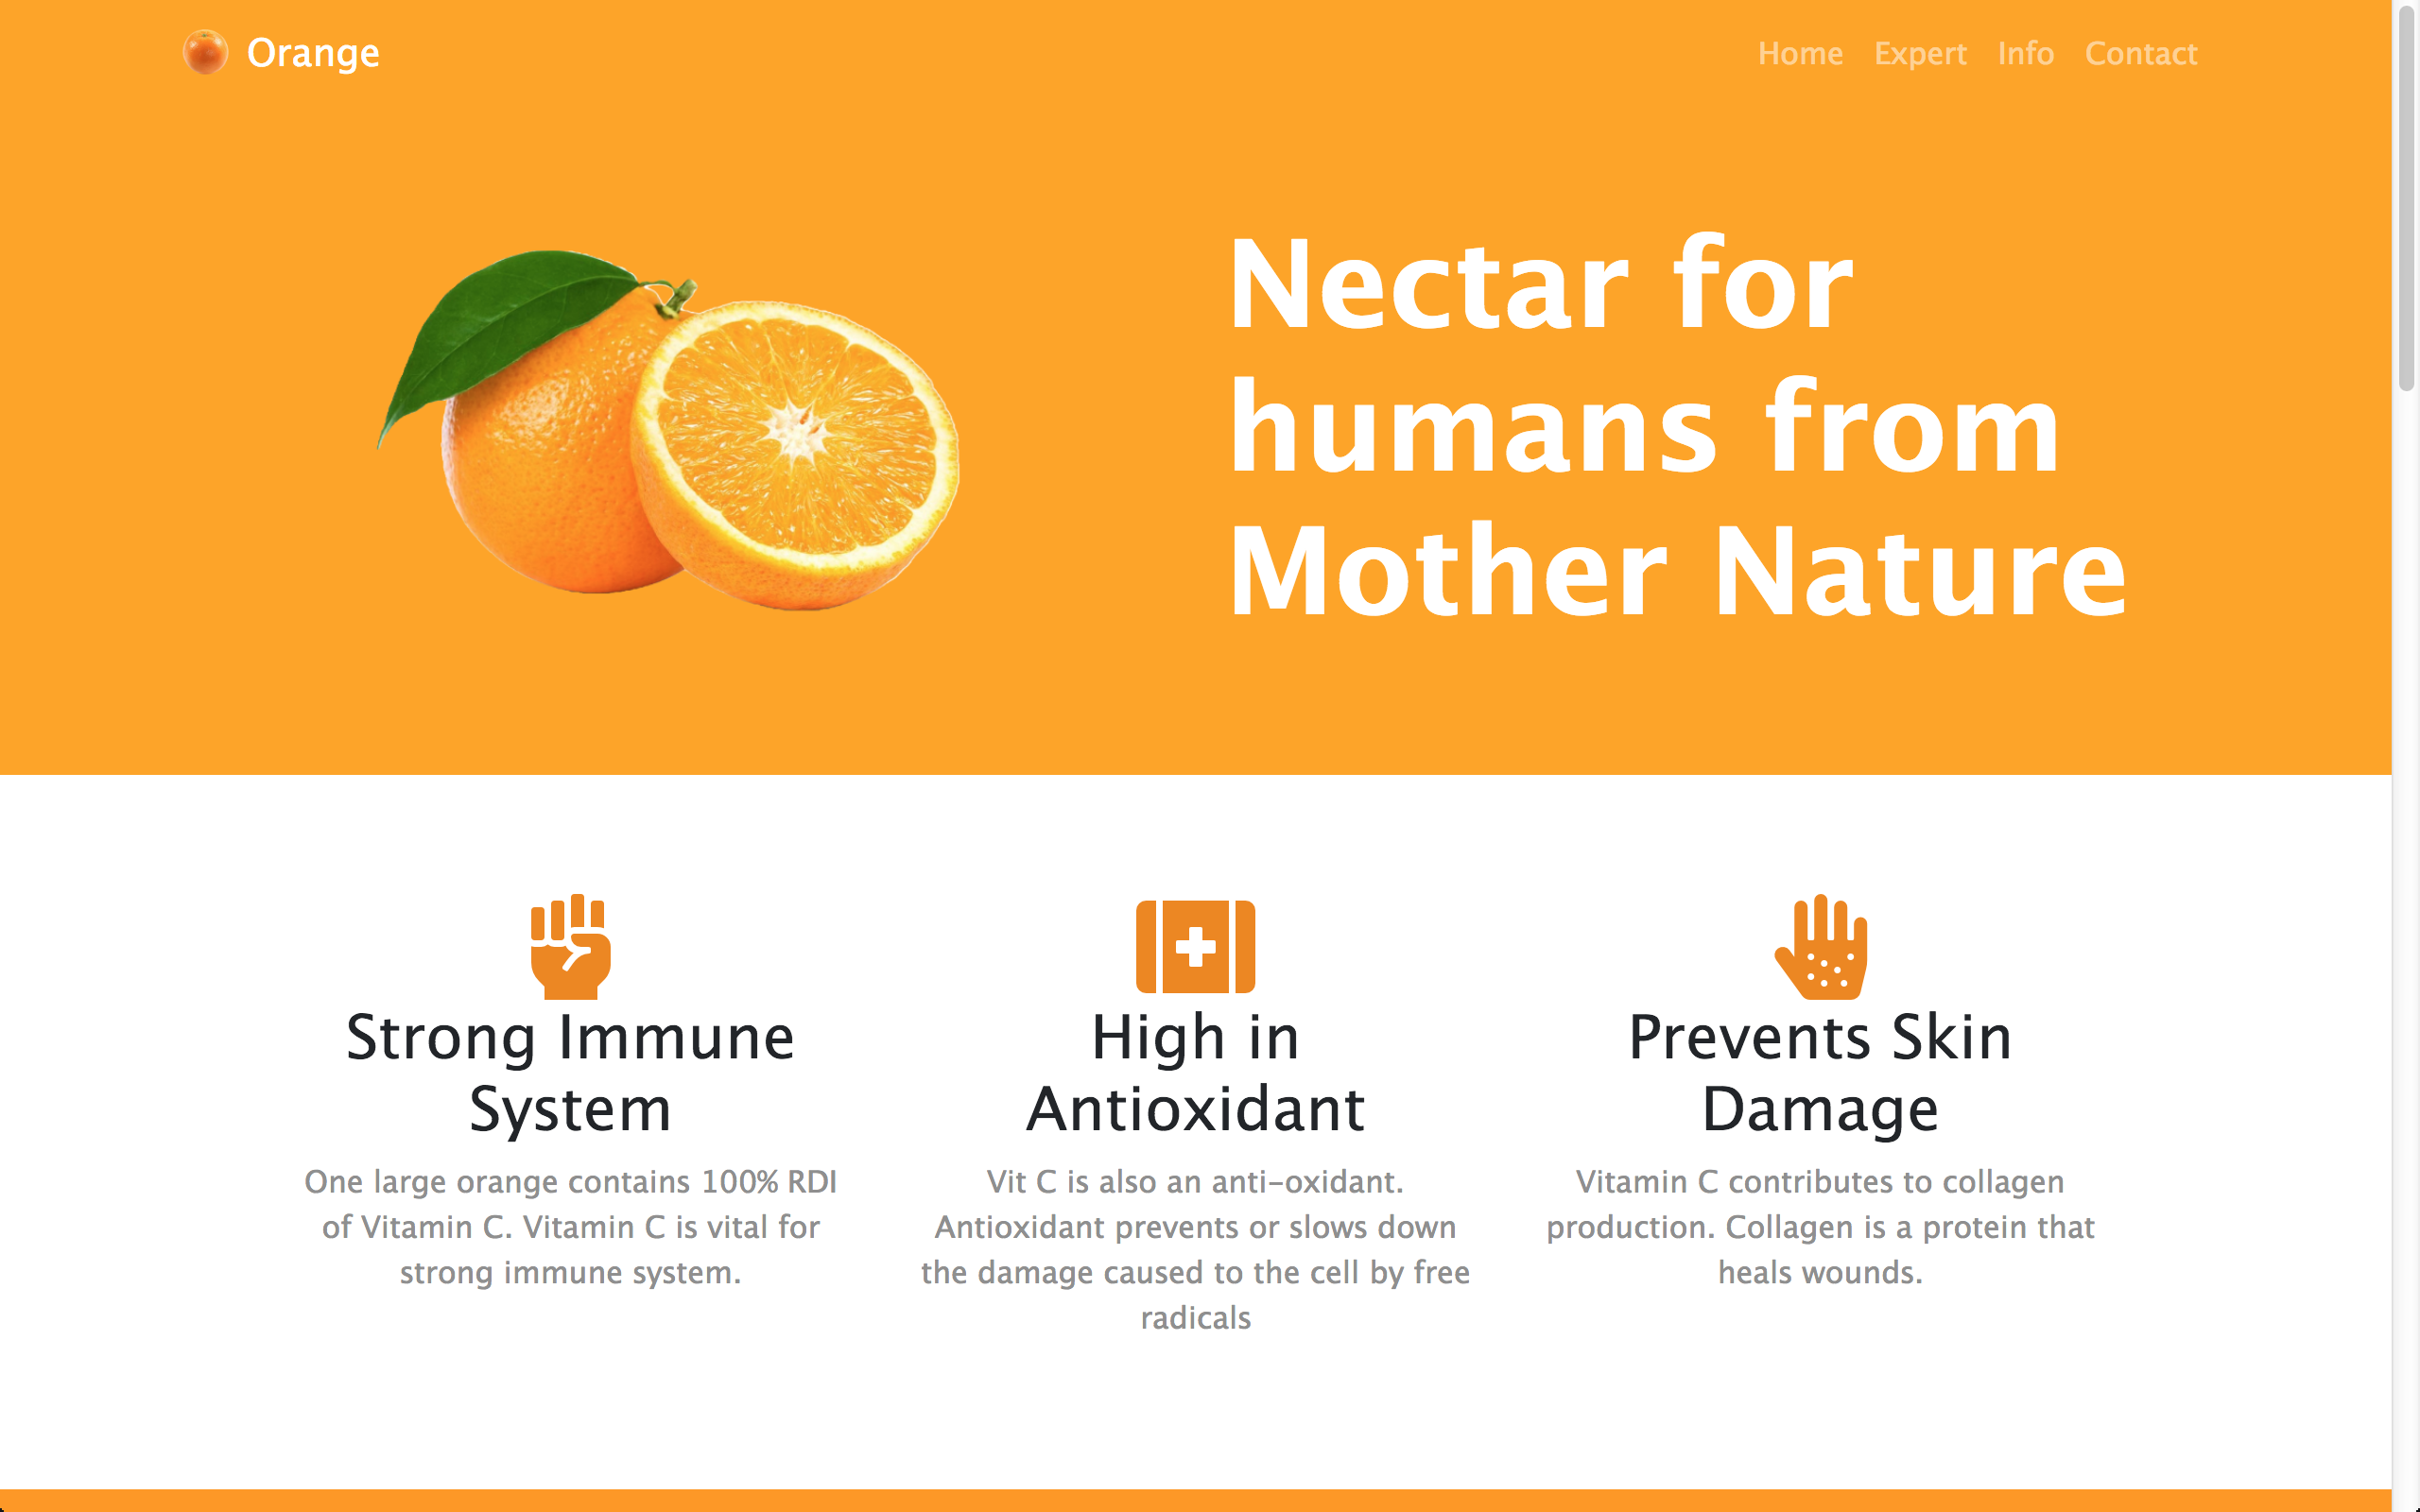 Orange
Home Expert Info Contact
Nectar for
humans from
Mother Nature
Strong Immune
System
One large orange contains 100% RDI
of Vitamin C. Vitamin C is vital for
strong immune system.
High in
Antioxidant
Vit C is also an anti-oxidant.
Antioxidant prevents or slows down
the damage caused to the cell by free
radicals
Prevents Skin
Damage
Vitamin C contributes to collagen
production. Collagen is a protein that
heals wounds.